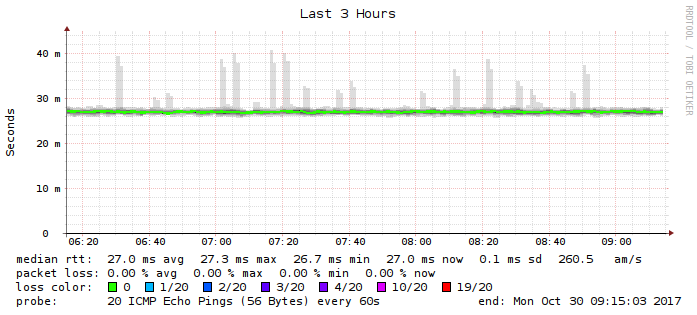 Last 3 Hours
RRDTOOL / TOBI OETIKER
Seconds
40 m
30 m
20 m
10 m
0
06:20 06:40 07:00 07:20 07:40 08:00 08:20 08:40 09:00
median rtt: 27.0 ms avg 27.3 ms max 26.7 ms min 27.0 ms now 0.1 ms sd 260.5 am/s
packet loss: 0.00 % avg 0.00 % max 0.00 % min 0.00 % now
loss color: 0 1/20 2/20 3/20 4/20 10/20 19/20
probe: 20 ICMP Echo Pings (56 Bytes) every 60s end: Mon Oct 30 09:15:03 2017